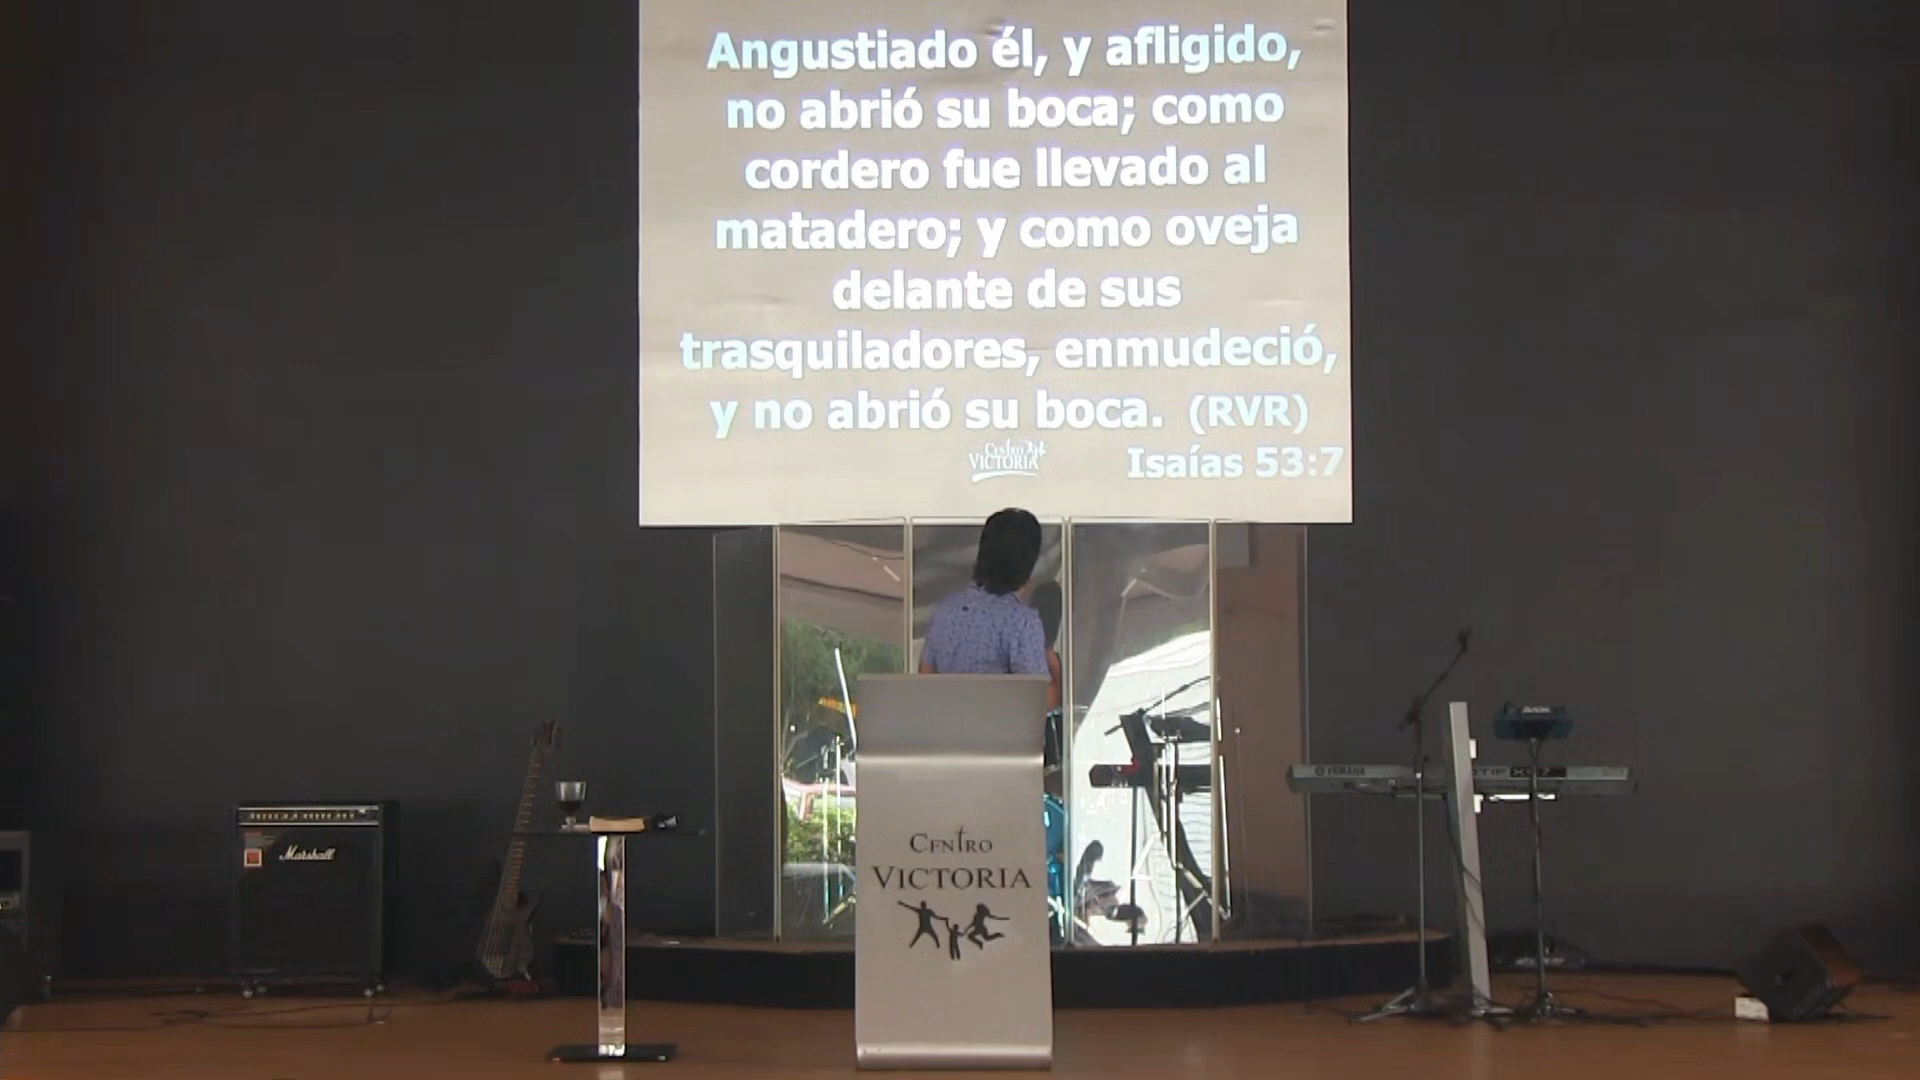 Angustiado él, y afligido,
no abrió su boca; como
cordero fue llevado al
matadero; y como oveja
delante de sus
trasquiladores, enmudeció,
y no abrió su boca. (RVR)
CENTRO
VICTORIA
Isaías 53:7
CENTRO
VICTORIA
Marshall
YAMAHA